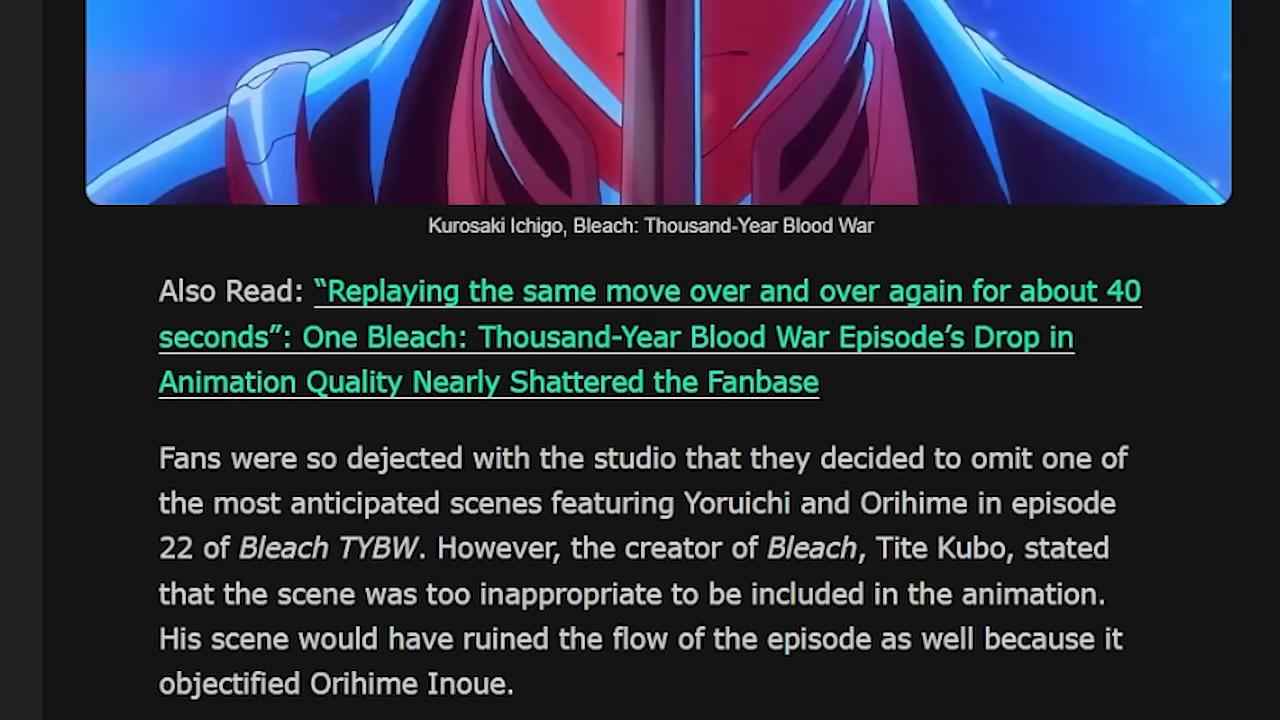 Kurosaki Ichigo, Bleach: Thousand-Year Blood War
Also Read: “Replaying the same move over and over again for about 40
seconds”: One Bleach: Thousand-Year Blood War Episode’s Drop in
Animation Quality Nearly Shattered the Fanbase
Fans were so dejected with the studio that they decided to omit one of
the most anticipated scenes featuring Yoruichi and Orihime in episode
22 of Bleach TYBW. However, the creator of Bleach, Tite Kubo, stated
that the scene was too inappropriate to be included in the animation.
His scene would have ruined the flow of the episode as well because it
objectified Orihime Inoue.